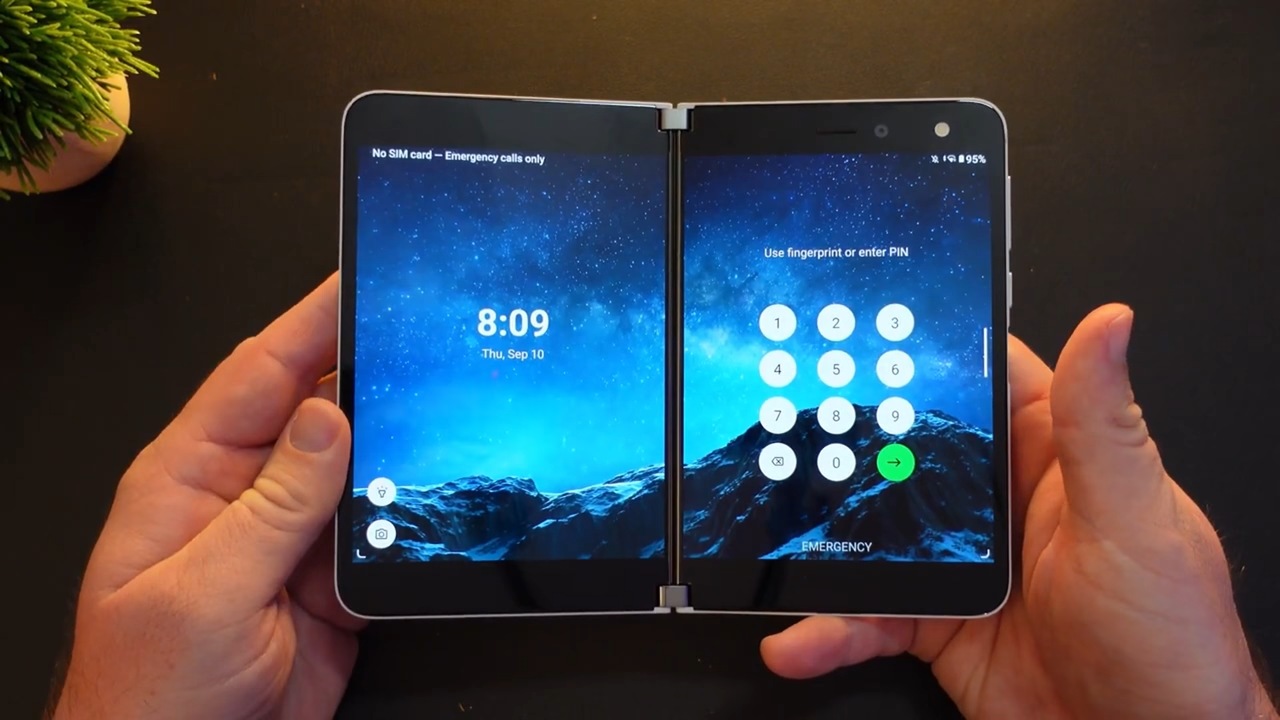 No SIM card — Emergency calls only
95%
8:09
Thu, Sep 10
Use fingerprint or enter PIN
1 2 3
4 5 6
7 8 9
0
EMERGENCY